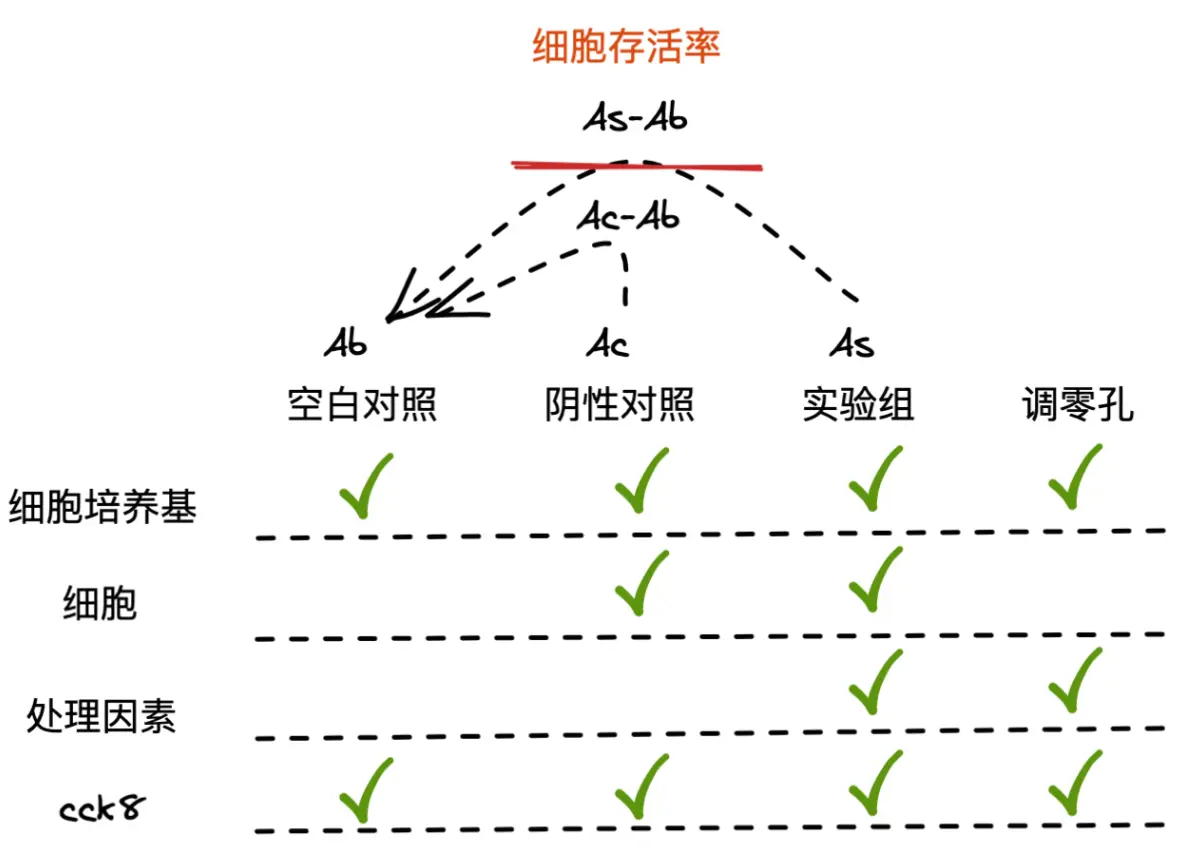 细胞存活率
As-Ab
Ac-Ab
Ab Ac As
空白对照 阴性对照 实验组 调零孔
细胞培养基
细胞
处理因素
cck8